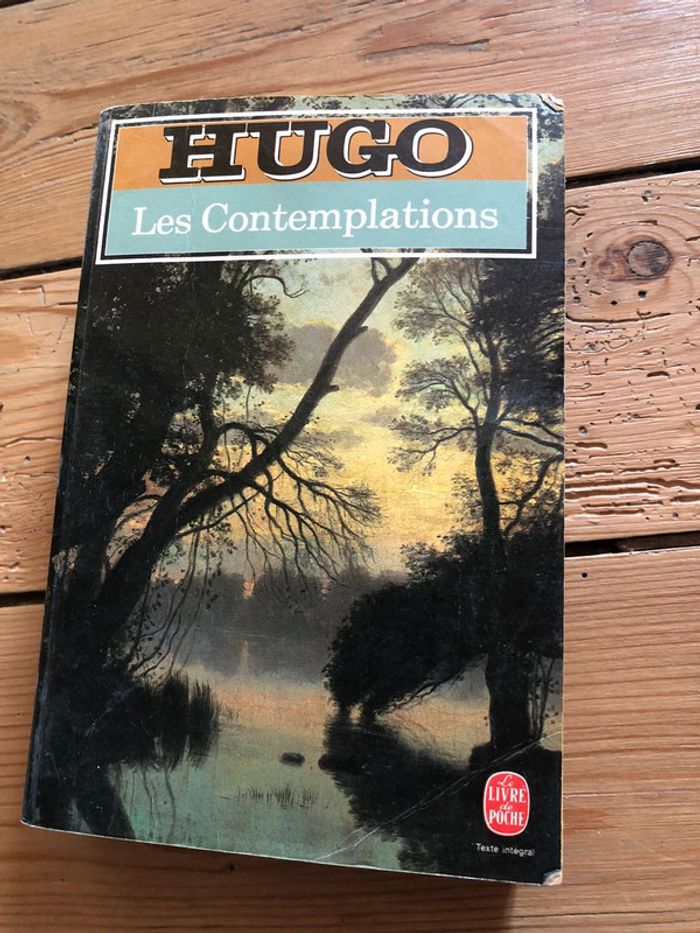 HUGO
Les Contemplations
Le
LIVRE
de
POCHE
Texte intégral